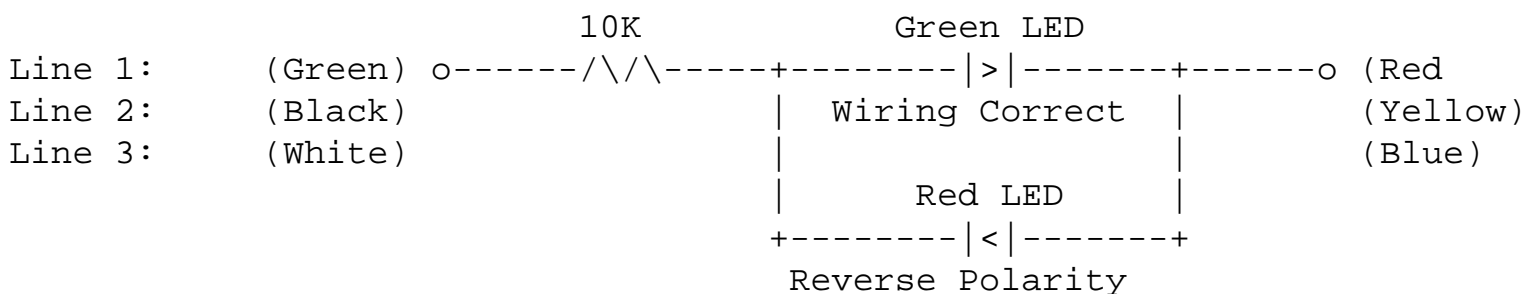 10K Green LED
Line 1: (Green) o------/\/\-----+--------|>|-------+------o (Red
Line 2: (Black) | Wiring Correct | (Yellow)
Line 3: (White) | | (Blue)
| Red LED |
+--------|<|-------+
Reverse Polarity